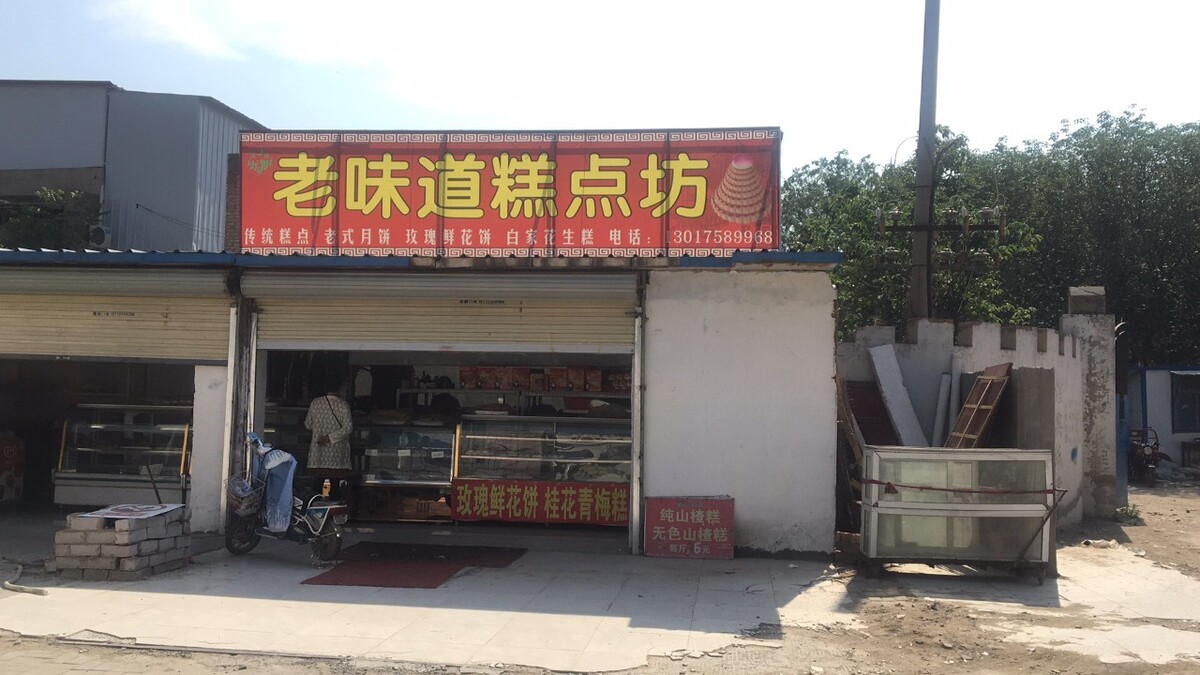 老味道糕点坊
传统糕点 老式月饼 玫瑰鲜花饼 白家花生糕 电话：3017589968
玫瑰鲜花饼 桂花青梅糕
纯山楂糕
无色山楂糕
每斤：6元